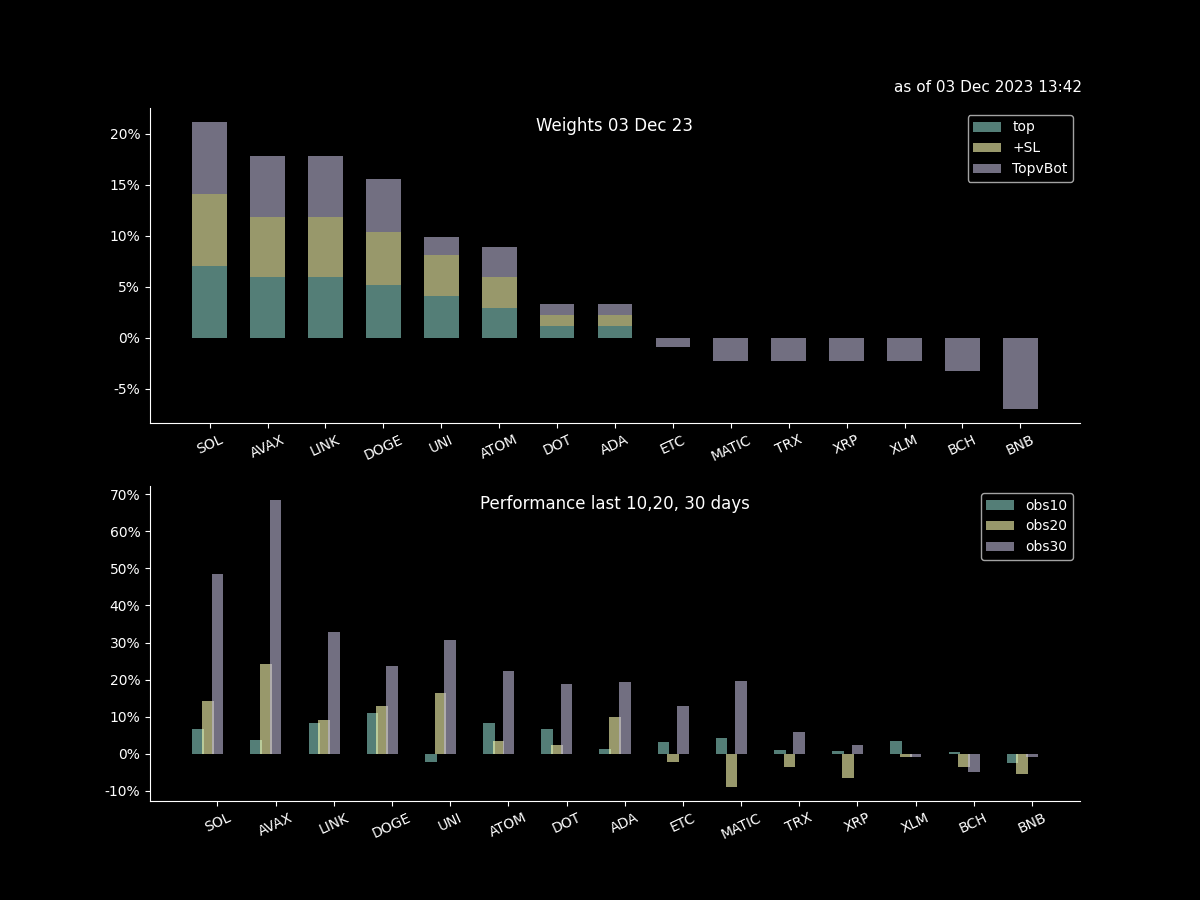 as of 03 Dec 2023 13:42
Weights 03 Dec 23
top
+SL
TopvBot
20%
15%
10%
5%
0%
-5%
SOL AVAX LINK DOGE UNI ATOM DOT ADA ETC MATIC TRX XRP XLM BCH BNB
Performance last 10,20, 30 days
obs10
obs20
obs30
70%
60%
50%
40%
30%
20%
10%
0%
-10%
SOL AVAX LINK DOGE UNI ATOM DOT ADA ETC MATIC TRX XRP XLM BCH BNB